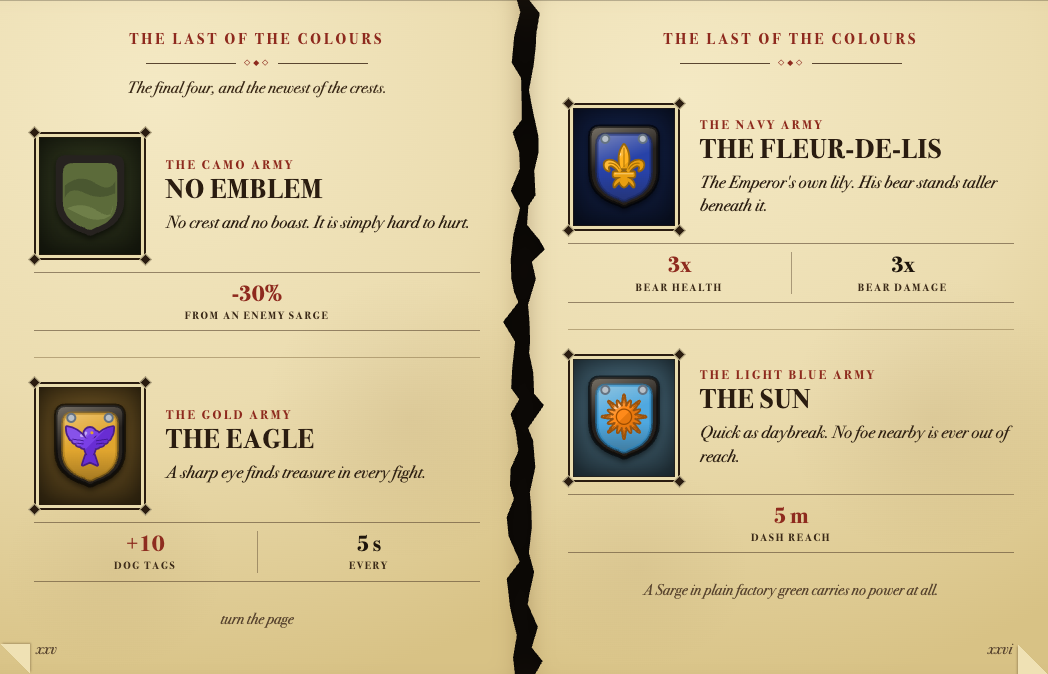 THE LAST OF THE COLOURS
The final four, and the newest of the crests.
THE CAMO ARMY
NO EMBLEM
No crest and no boast. It is simply hard to hurt.
-30%
FROM AN ENEMY SARGE
THE GOLD ARMY
THE EAGLE
A sharp eye finds treasure in every fight.
+10
DOG TAGS
5 s
EVERY
turn the page
xxv
THE LAST OF THE COLOURS
THE NAVY ARMY
THE FLEUR-DE-LIS
The Emperor's own lily. His bear stands taller
beneath it.
3x
BEAR HEALTH
3x
BEAR DAMAGE
THE LIGHT BLUE ARMY
THE SUN
Quick as daybreak. No foe nearby is ever out of
reach.
5 m
DASH REACH
A Sarge in plain factory green carries no power at all.
xxvi